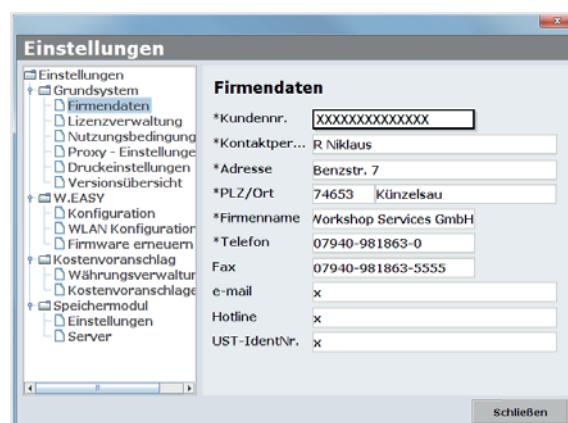 Einstellungen
Einstellungen
Grundsystem
Firmendaten
Lizenzverwaltung
Nutzungsbedingung
Proxy - Einstellunge
Druckeinstellungen
Versionsübersicht
W.EASY
Konfiguration
WLAN Konfiguration
Firmware erneuern
Kostenvoranschlag
Währungsverwaltur
Kostenvoranschlage
Speichermodul
Einstellungen
Server
Firmendaten
*Kundennr. XXXXXXXXXXXXXX
*Kontaktper... R Niklaus
*Adresse Benzstr. 7
*PLZ/Ort 74653 Künzelsau
*Firmenname Workshop Services GmbH
*Telefon 07940-981863-0
Fax 07940-981863-5555
e-mail x
Hotline x
UST-IdentNr. x
Schließen